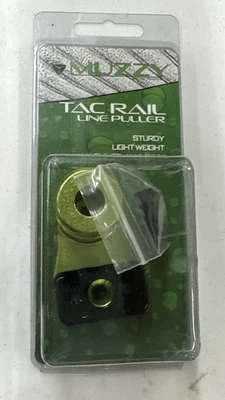 MUZZY
TAC RAIL
LINE PULLER
STURDY
LIGHTWEIGHT